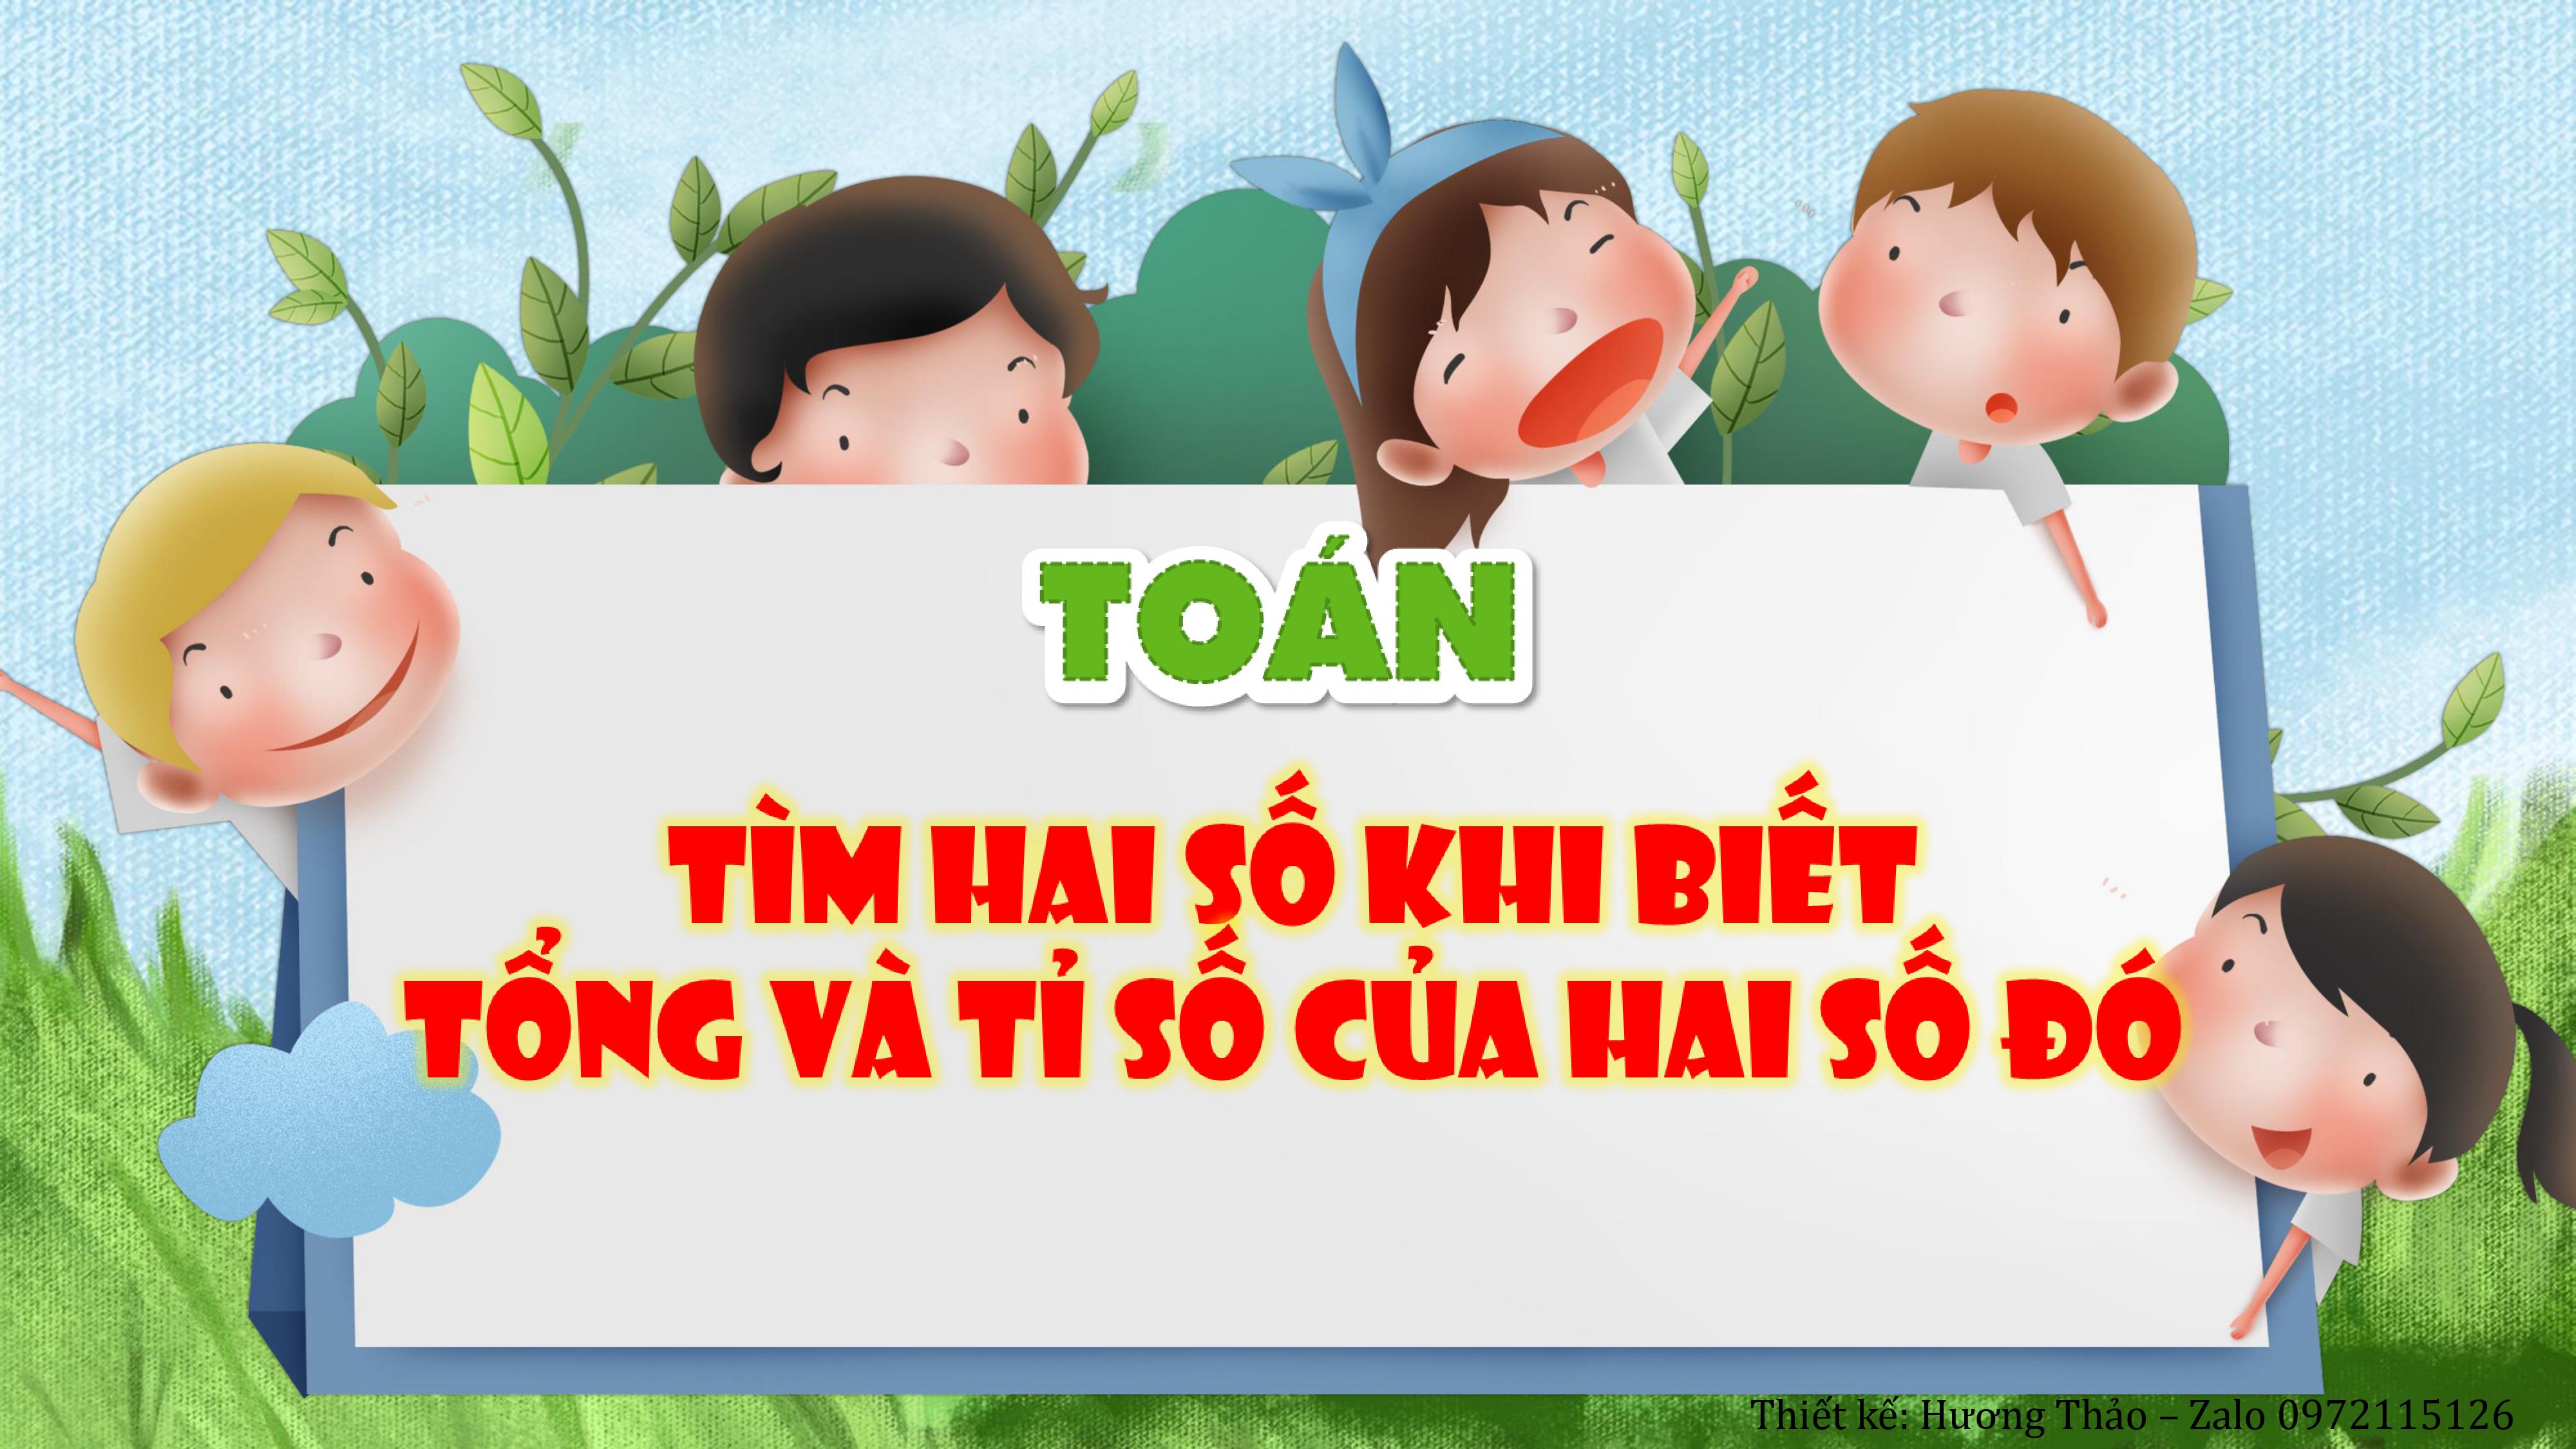 TOÁN
TÌM HAI SỐ KHI BIẾT
TỔNG VÀ TỈ SỐ CỦA HAI SỐ ĐÓ
Thiết kế: Hương Thảo – Zalo 0972115126